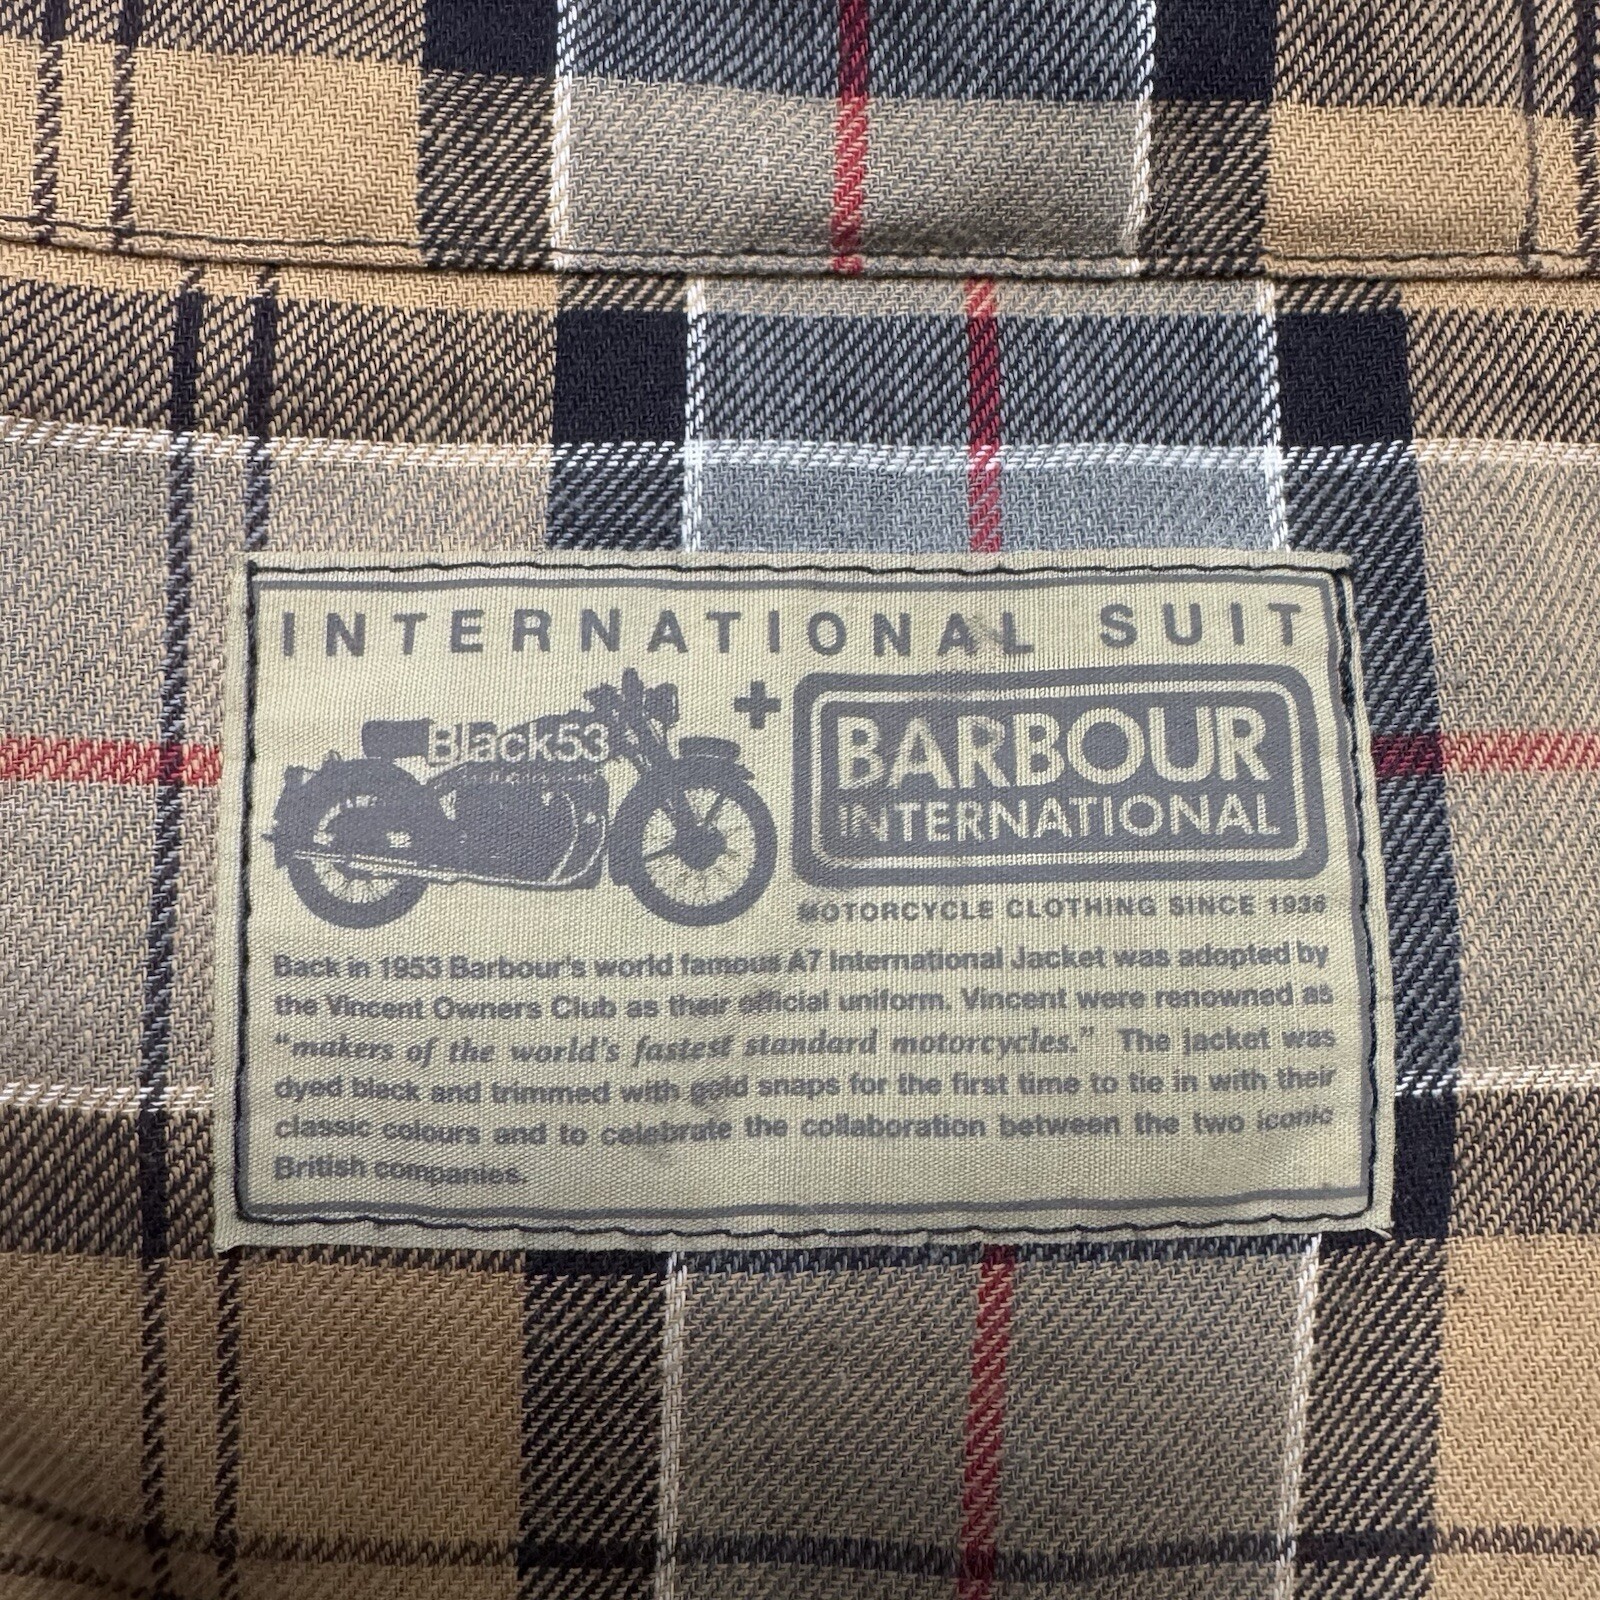 INTERNATIONAL SUIT
Black53
+
BARBOUR
INTERNATIONAL
MOTORCYCLE CLOTHING SINCE 1936
Back in 1953 Barbour's world famous A7 International Jacket was adopted by
the Vincent Owners Club as their official uniform. Vincent were renowned as
“makers of the world's fastest standard motorcycles.” The jacket was
dyed black and trimmed with gold snaps for the first time to tie in with their
classic colours and to celebrate the collaboration between the two iconic
British companies.